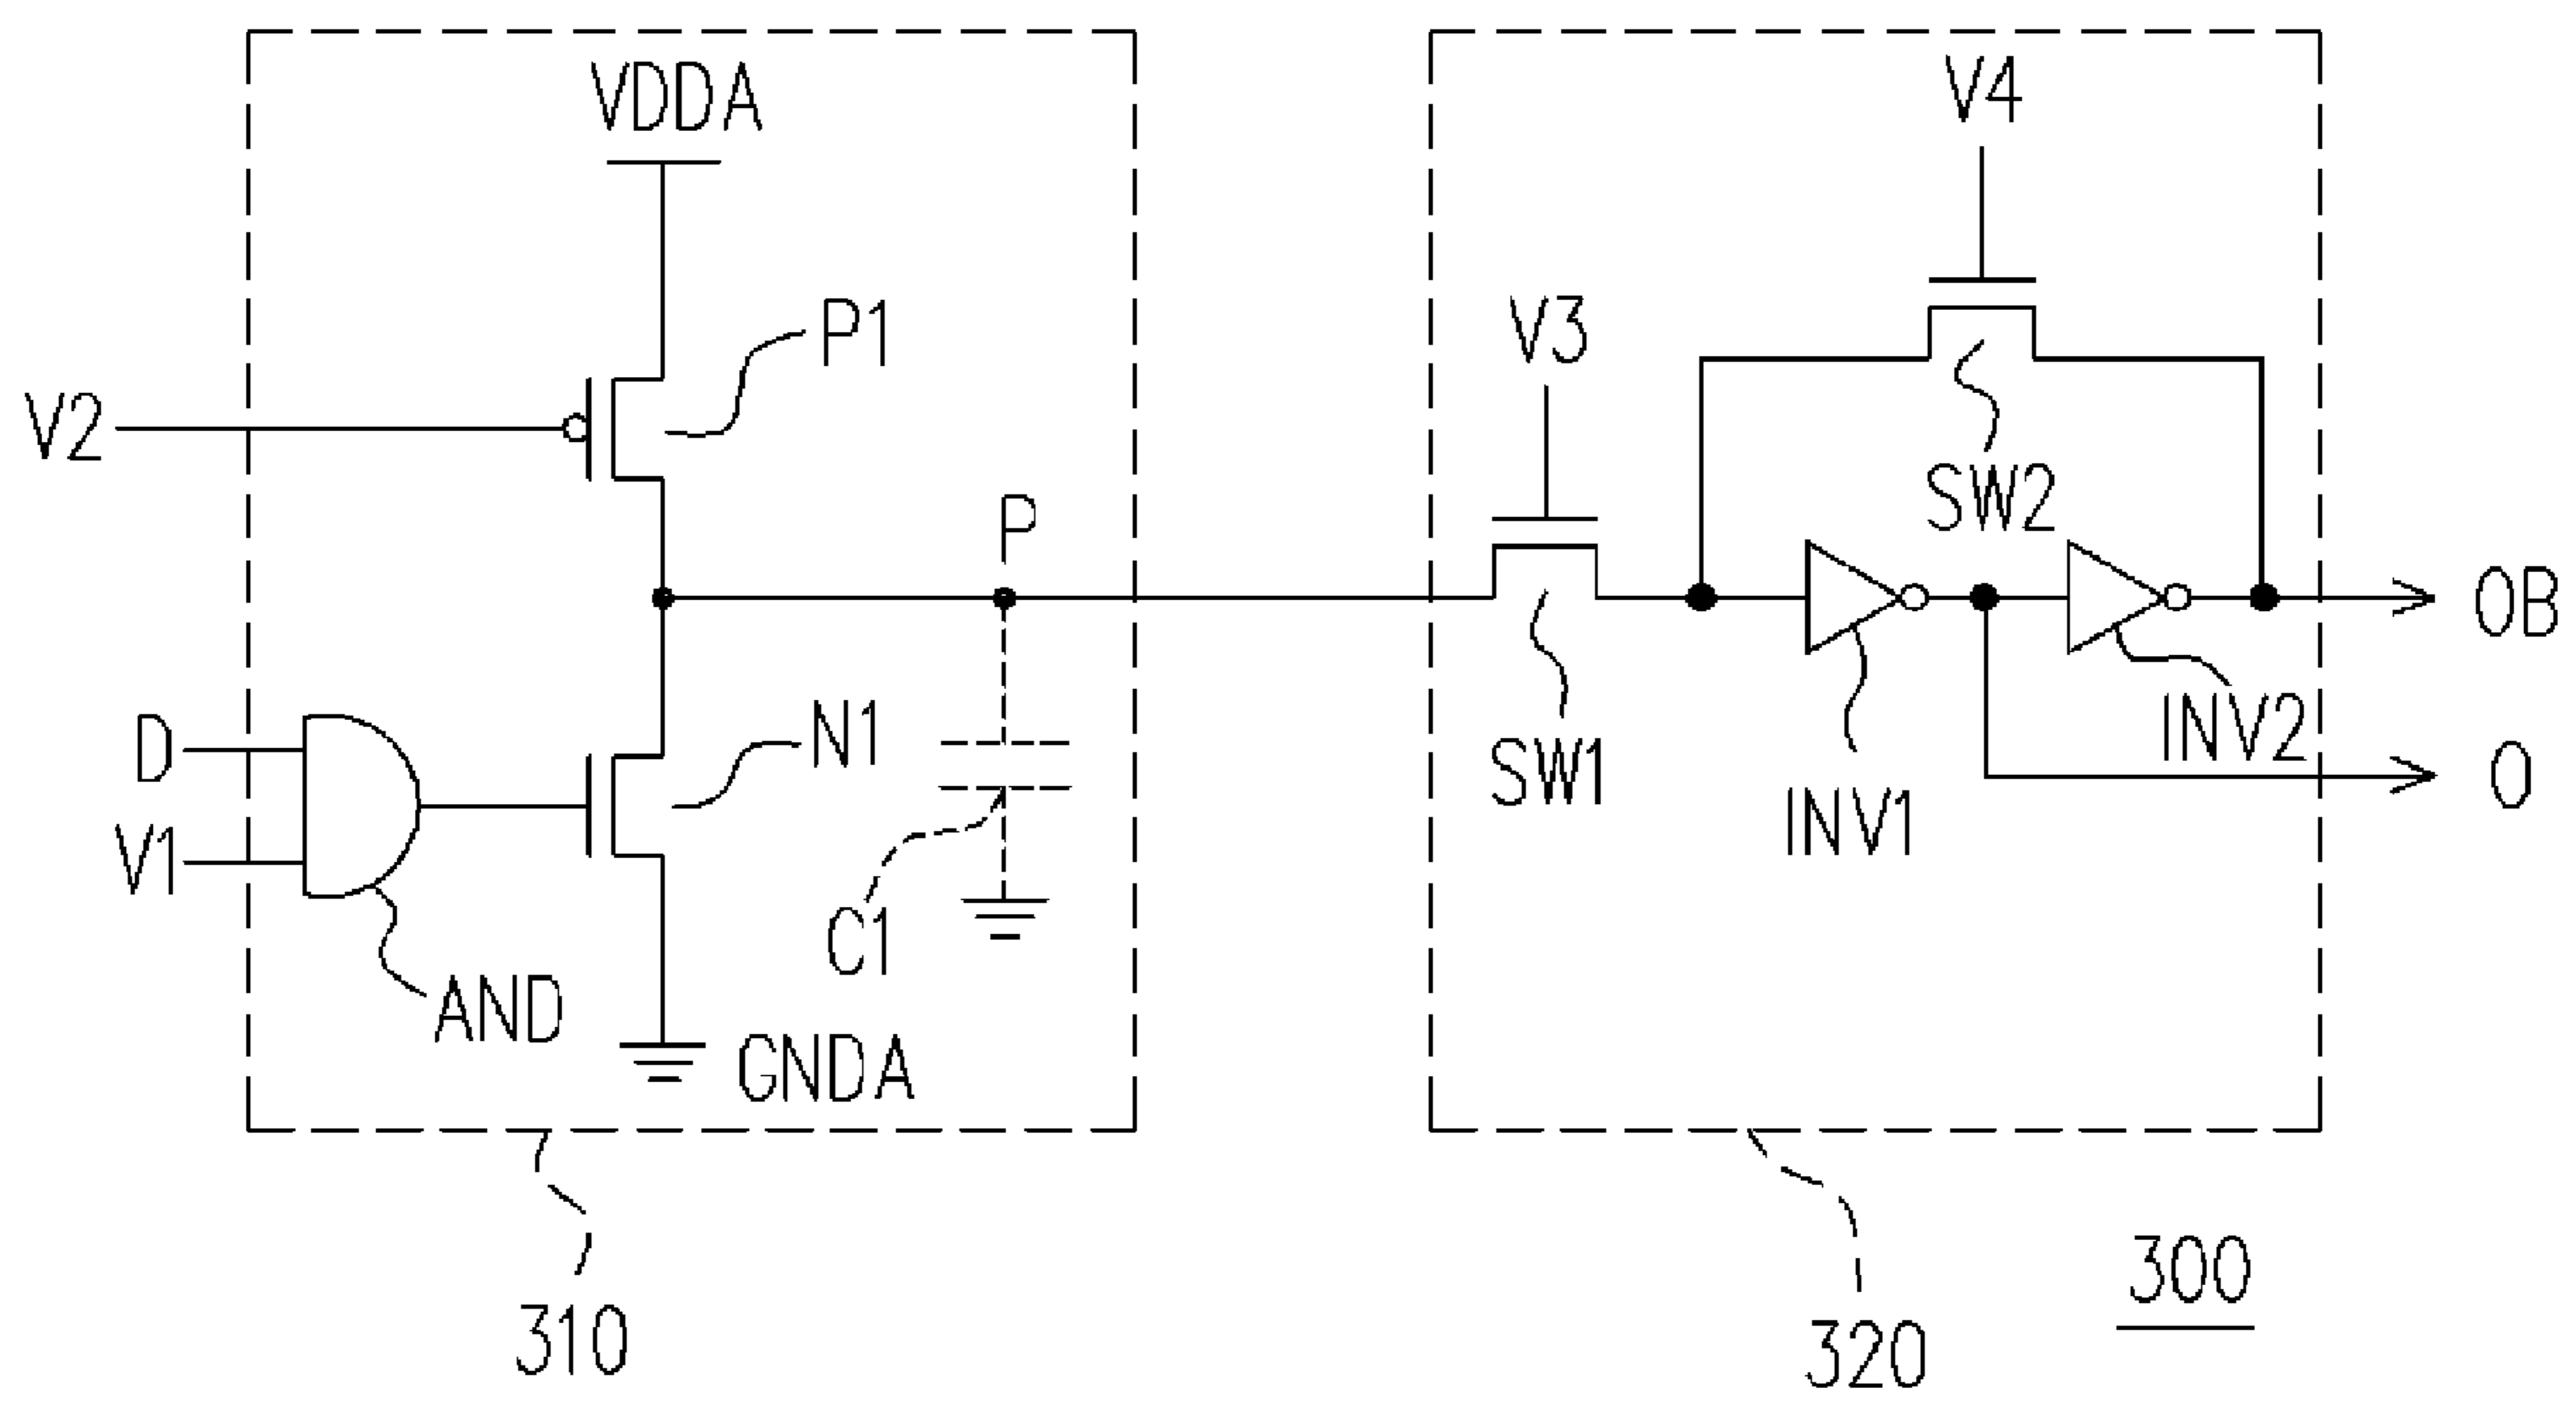 VDDA
V4
P1
V3
V2
SW2
P
OB
D
N1
INV2
SW1
O
V1
INV1
C1
AND
GNDA
300
310
320